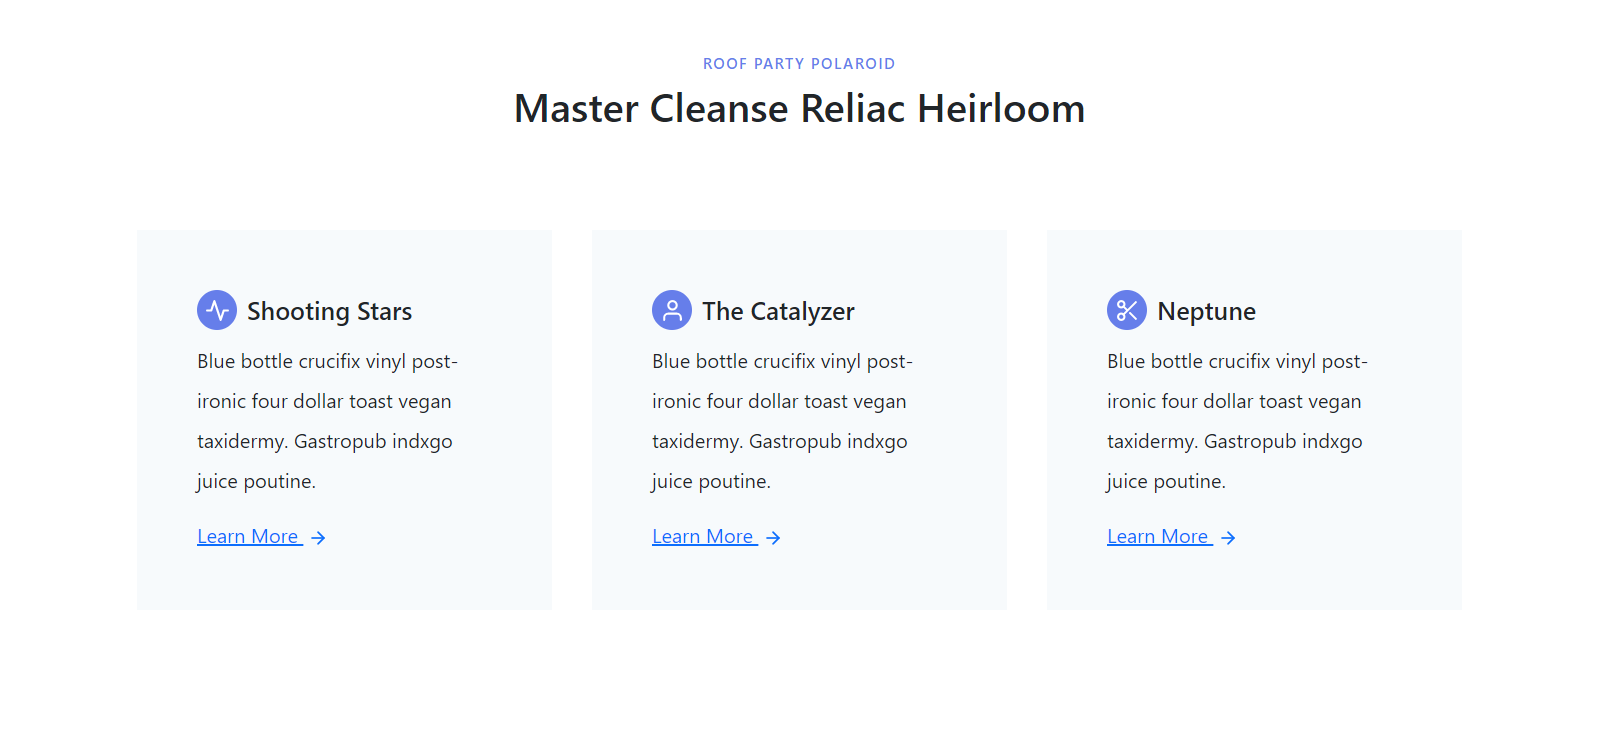 ROOF PARTY POLAROID
Master Cleanse Reliac Heirloom
Shooting Stars
Blue bottle crucifix vinyl post-
ironic four dollar toast vegan
taxidermy. Gastropub indxgo
juice poutine.
Learn More →
The Catalyzer
Blue bottle crucifix vinyl post-
ironic four dollar toast vegan
taxidermy. Gastropub indxgo
juice poutine.
Learn More →
Neptune
Blue bottle crucifix vinyl post-
ironic four dollar toast vegan
taxidermy. Gastropub indxgo
juice poutine.
Learn More →